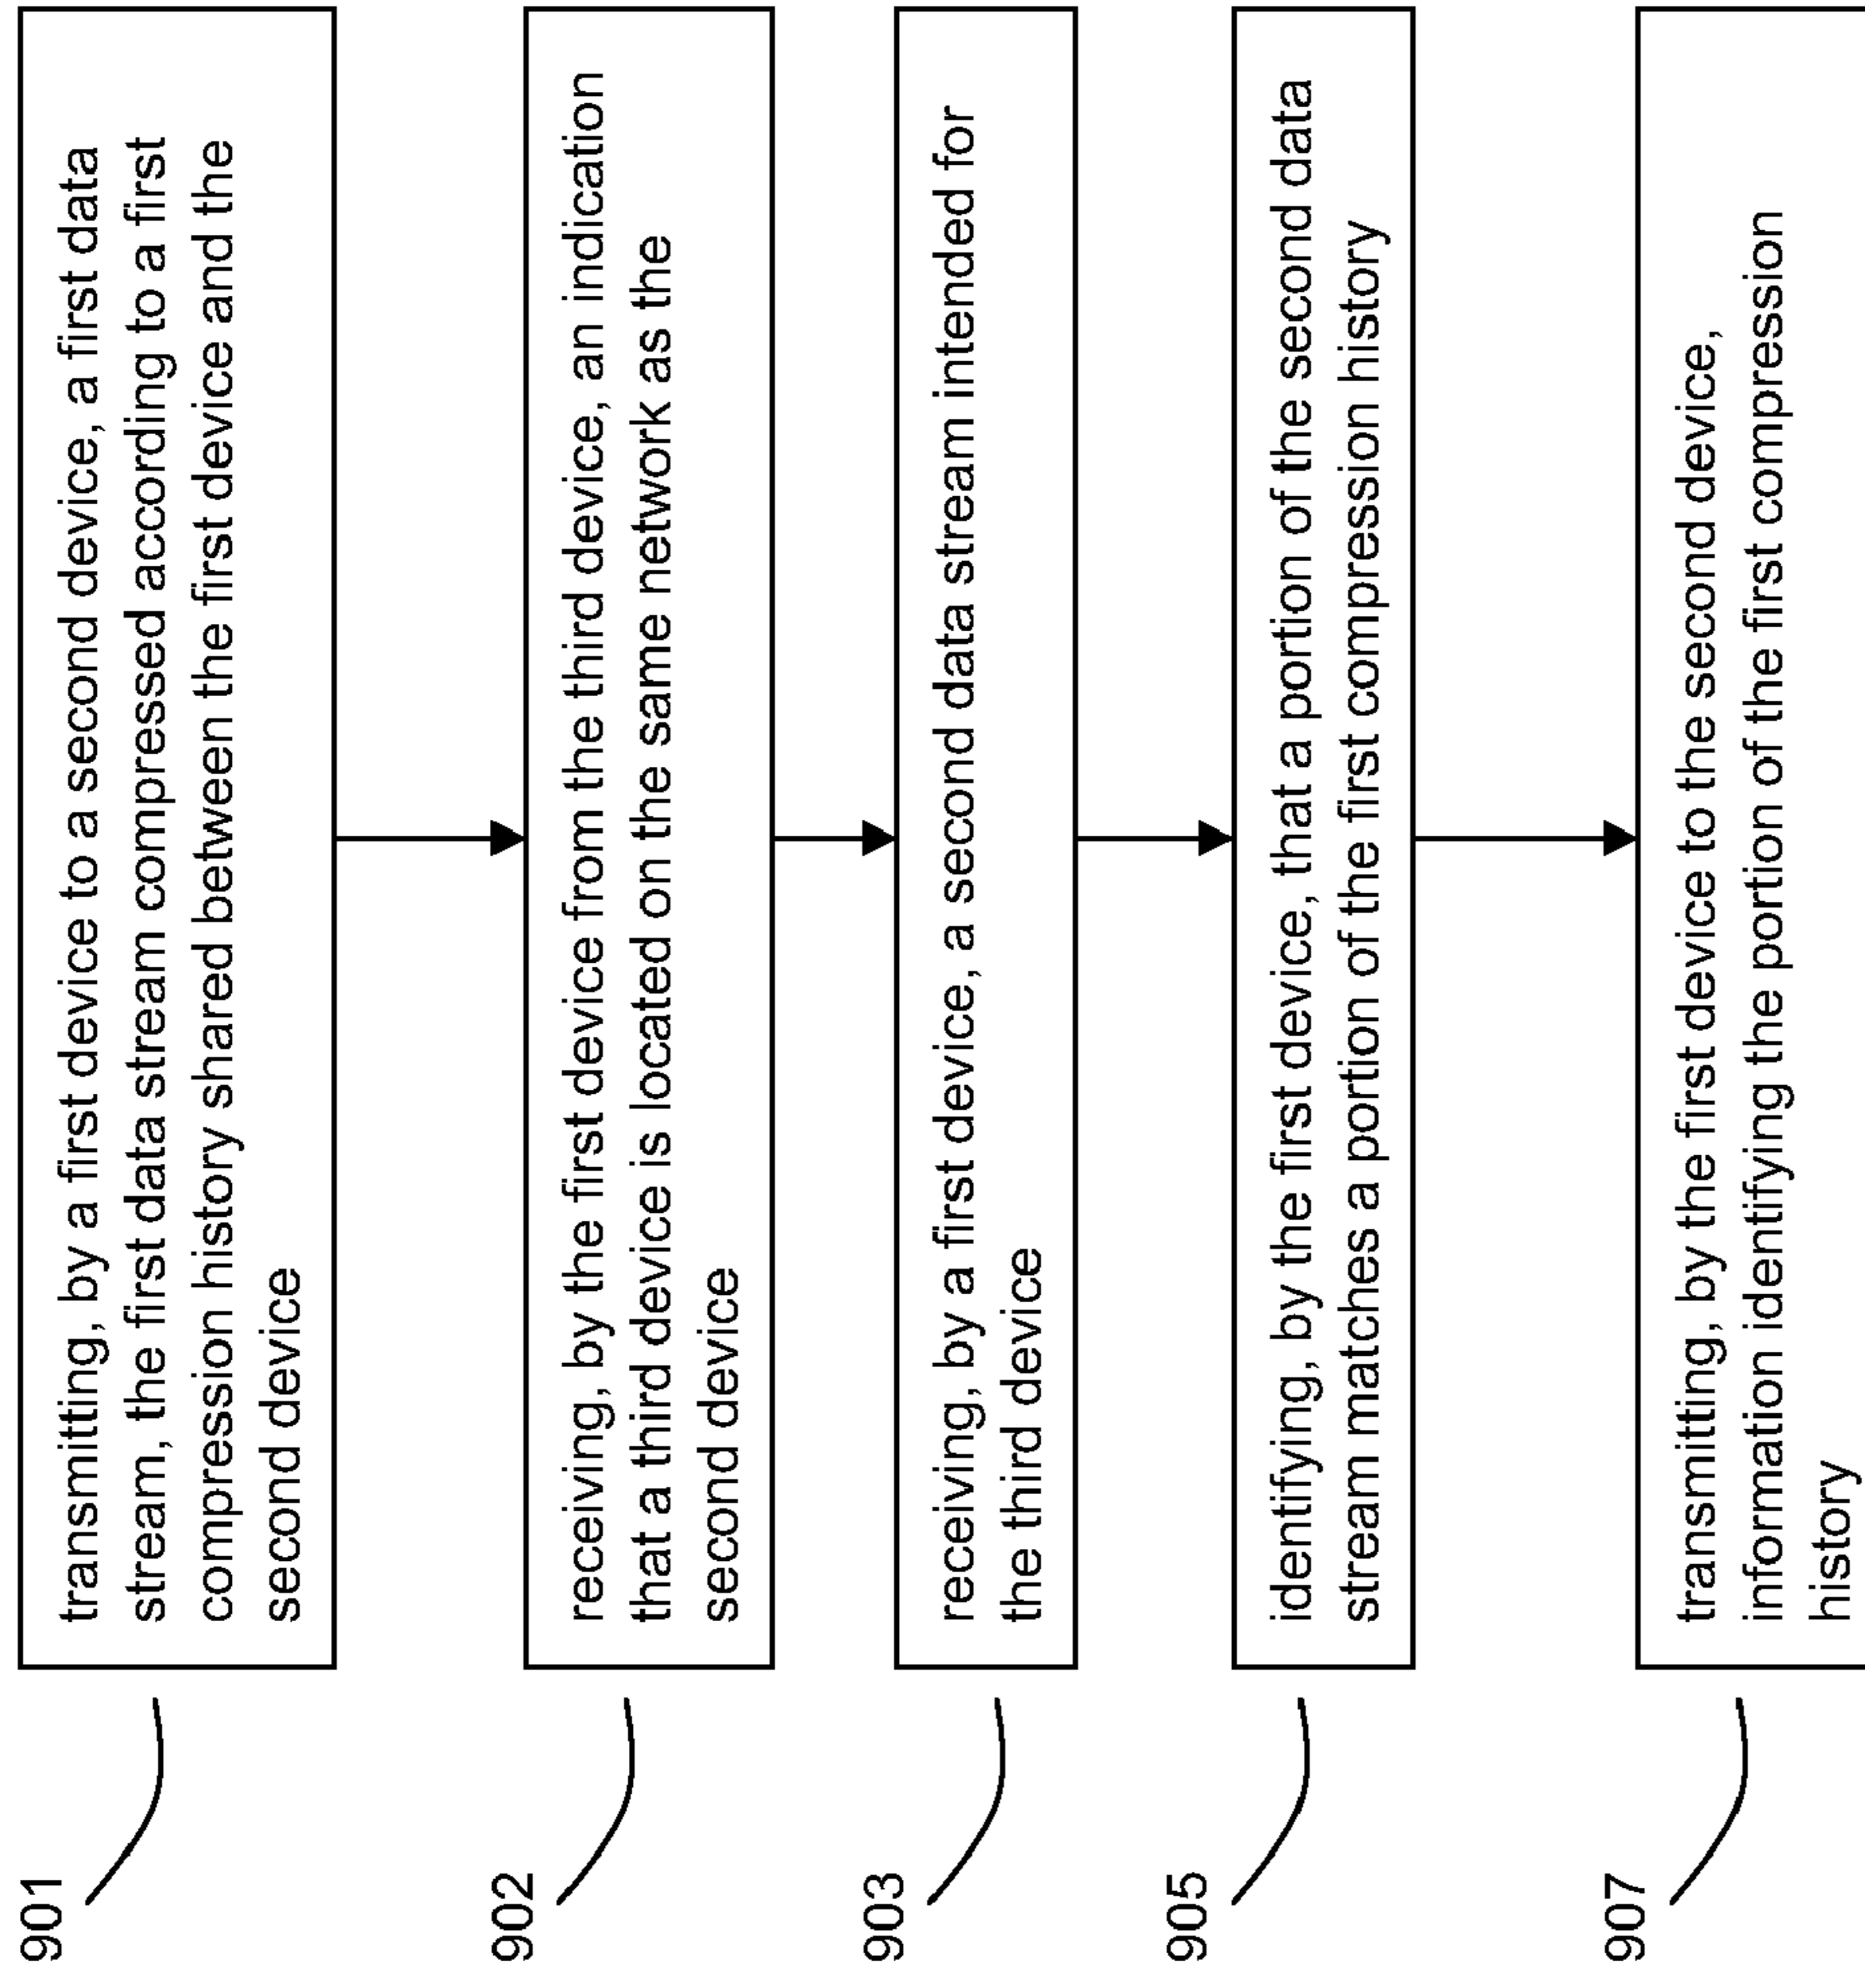 901
transmitting, by a first device to a second device, a first data
stream, the first data stream compressed according to a first
compression history shared between the first device and the
second device
902
receiving, by the first device from the third device, an indication
that a third device is located on the same network as the
second device
903
receiving, by a first device, a second data stream intended for
the third device
905
identifying, by the first device, that a portion of the second data
stream matches a portion of the first compression history
907
transmitting, by the first device to the second device,
information identifying the portion of the first compression
history